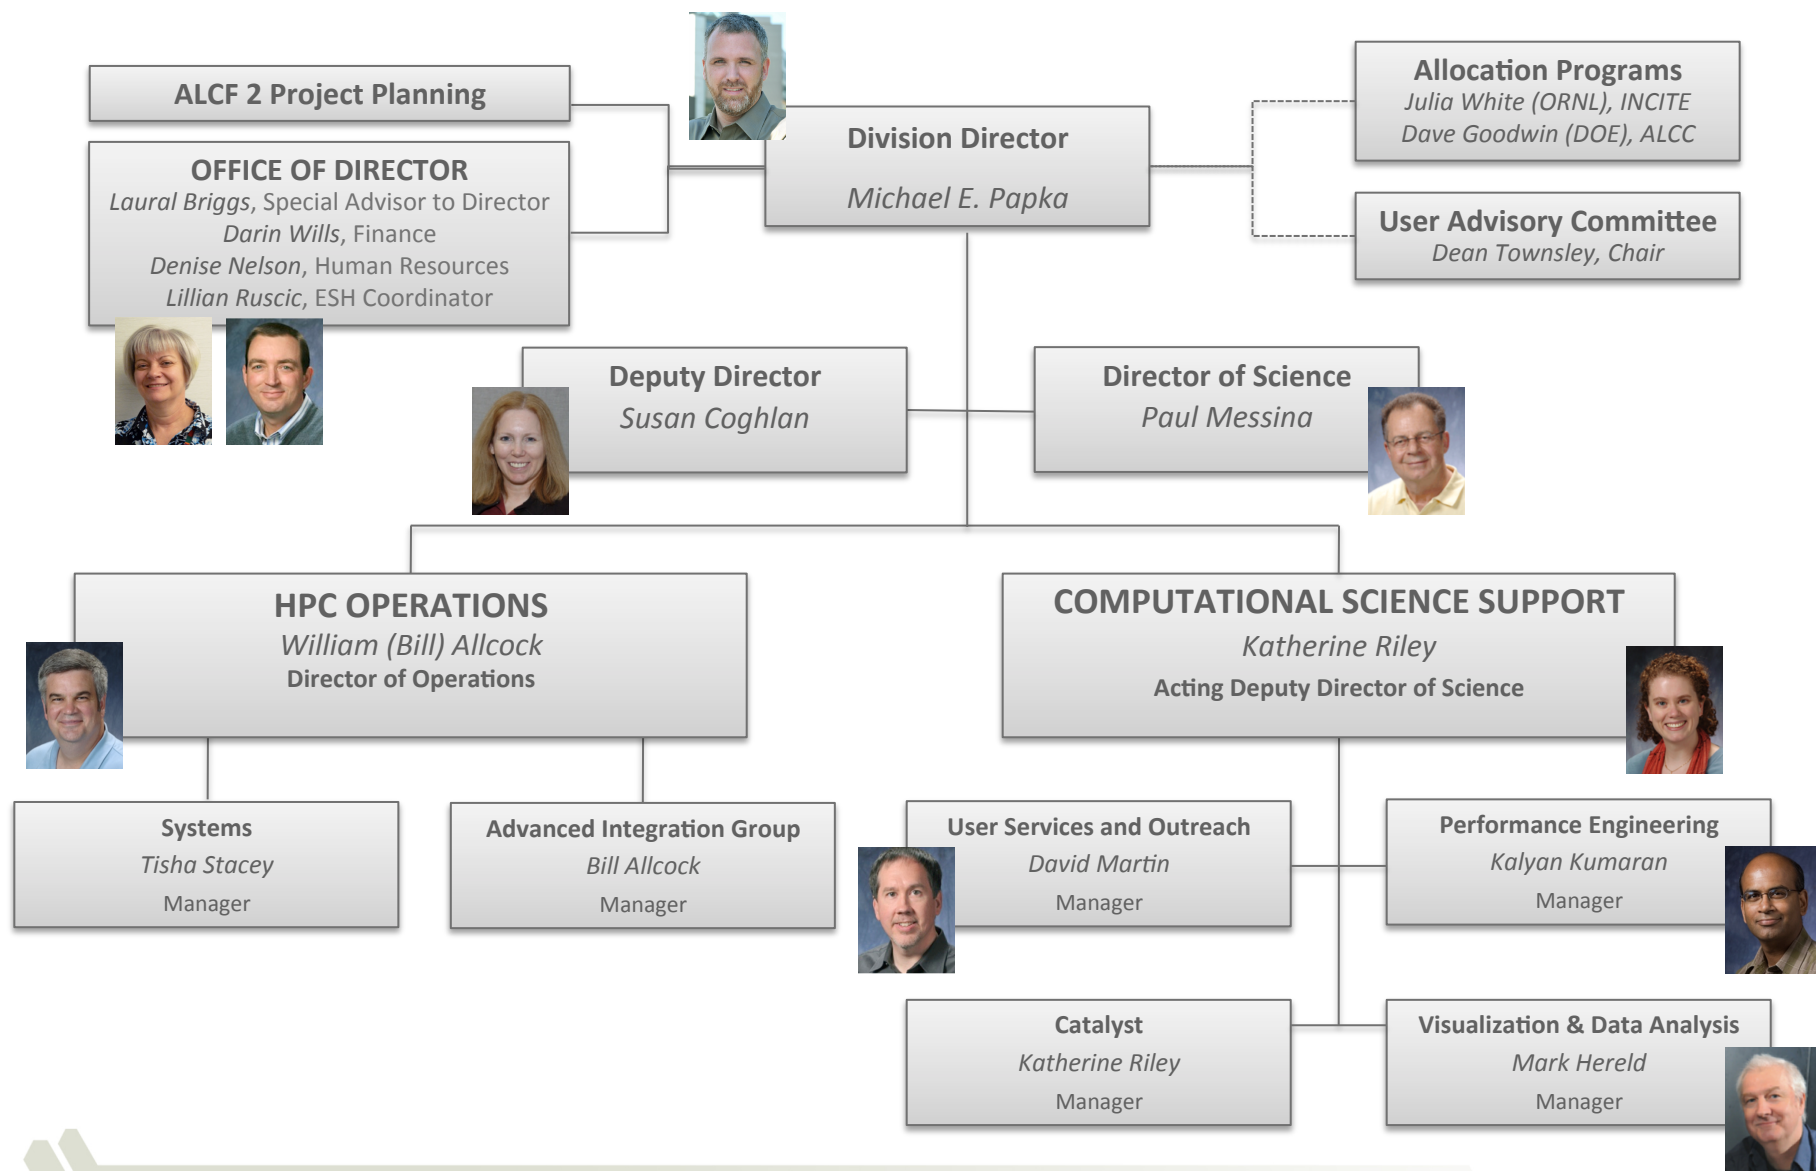 ALCF 2 Project Planning
OFFICE OF DIRECTOR
Laural Briggs, Special Advisor to Director
Darin Wills, Finance
Denise Nelson, Human Resources
Lillian Ruscic, ESH Coordinator
Division Director
Michael E. Papka
Allocation Programs
Julia White (ORNL), INCITE
Dave Goodwin (DOE), ALCC
User Advisory Committee
Dean Townsley, Chair
Deputy Director
Susan Coghlan
Director of Science
Paul Messina
HPC OPERATIONS
William (Bill) Allcock
Director of Operations
COMPUTATIONAL SCIENCE SUPPORT
Katherine Riley
Acting Deputy Director of Science
Systems
Tisha Stacey
Manager
Advanced Integration Group
Bill Allcock
Manager
User Services and Outreach
David Martin
Manager
Performance Engineering
Kalyan Kumaran
Manager
Catalyst
Katherine Riley
Manager
Visualization & Data Analysis
Mark Hereld
Manager